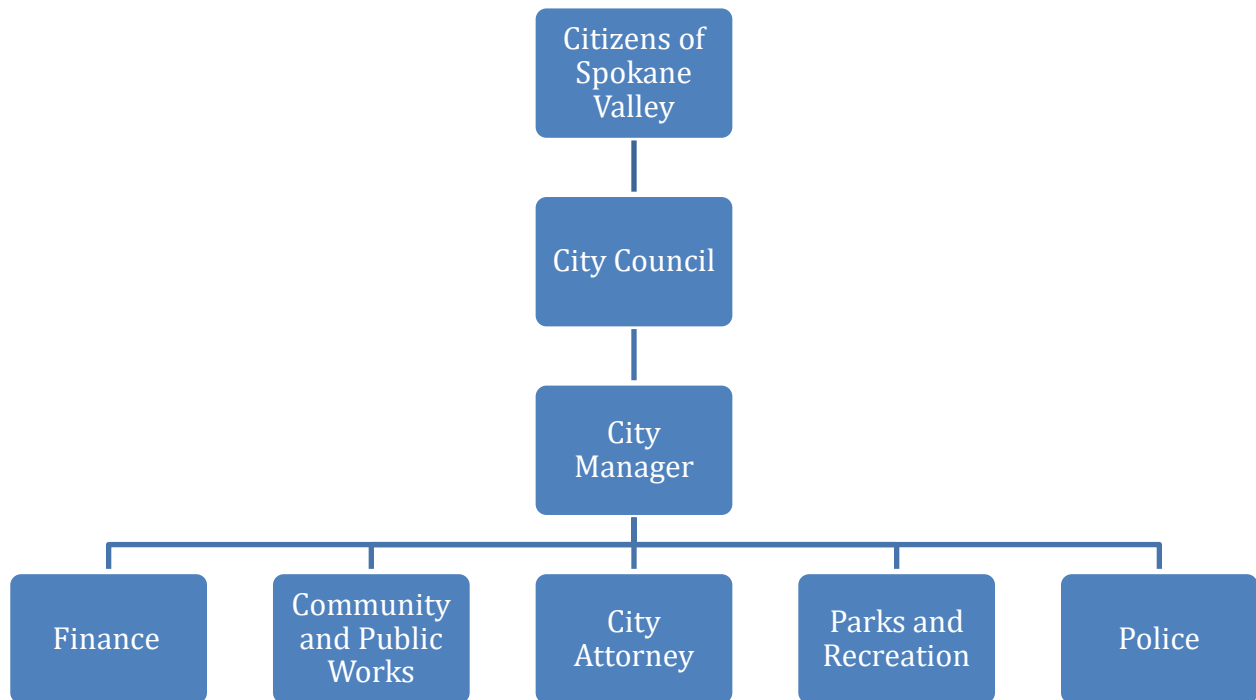 Citizens of
Spokane
Valley
City Council
City
Manager
Finance
Community
and Public
Works
City
Attorney
Parks and
Recreation
Police